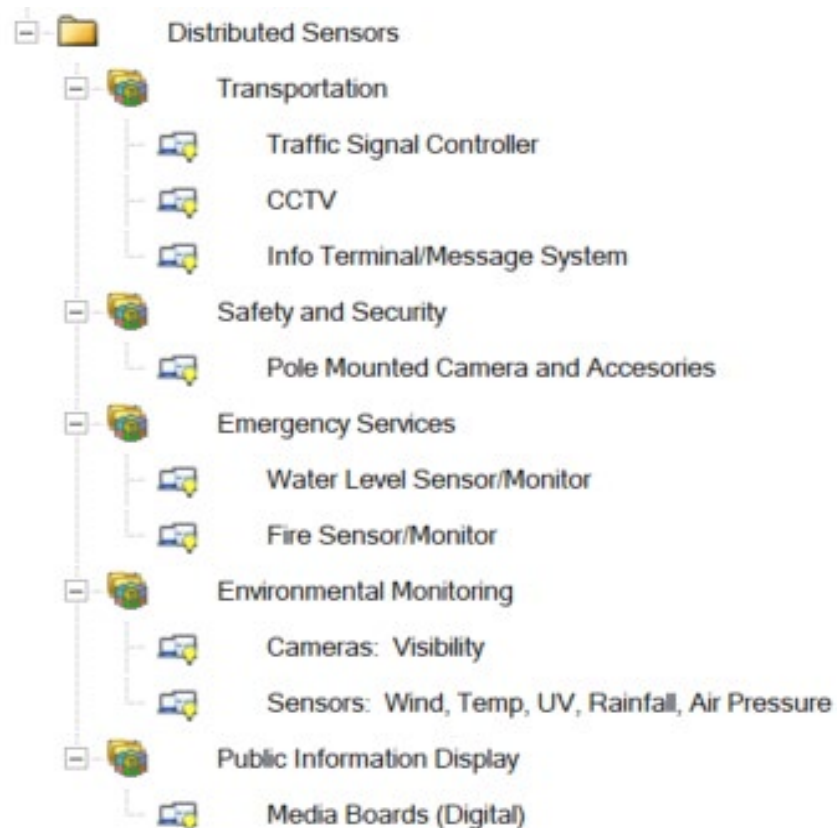 Distributed Sensors
Transportation
Traffic Signal Controller
CCTV
Info Terminal/Message System
Safety and Security
Pole Mounted Camera and Accesories
Emergency Services
Water Level Sensor/Monitor
Fire Sensor/Monitor
Environmental Monitoring
Cameras: Visibility
Sensors: Wind, Temp, UV, Rainfall, Air Pressure
Public Information Display
Media Boards (Digital)